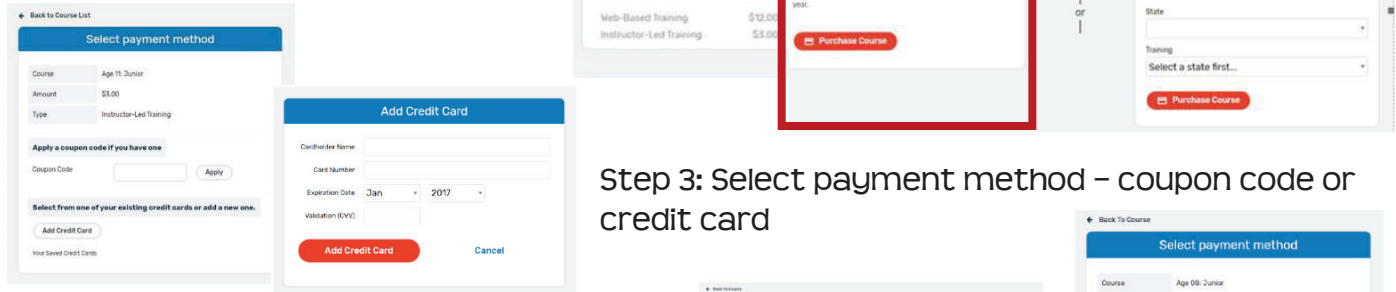 ← Back to Course List
Select payment method
Course Age 11: Junior
Amount $3.00
Type Instructor-Led Training
Apply a coupon code if you have one
Coupon Code Apply
Select from one of your existing credit cards or add a new one.
Add Credit Card
Your Saved Credit Cards
Add Credit Card
Cardholder Name
Card Number
Expiration Date Jan 2017
Validation (CVV)
Add Credit Card Cancel
Web-Based Training $12.00
Instructor-Led Training $3.00
year.
Purchase Course
or
State
Training
Select a state first...
Purchase Course
Step 3: Select payment method – coupon code or
credit card
← Back To Course
← Back To Course
Select payment method
Course Age 08: Junior